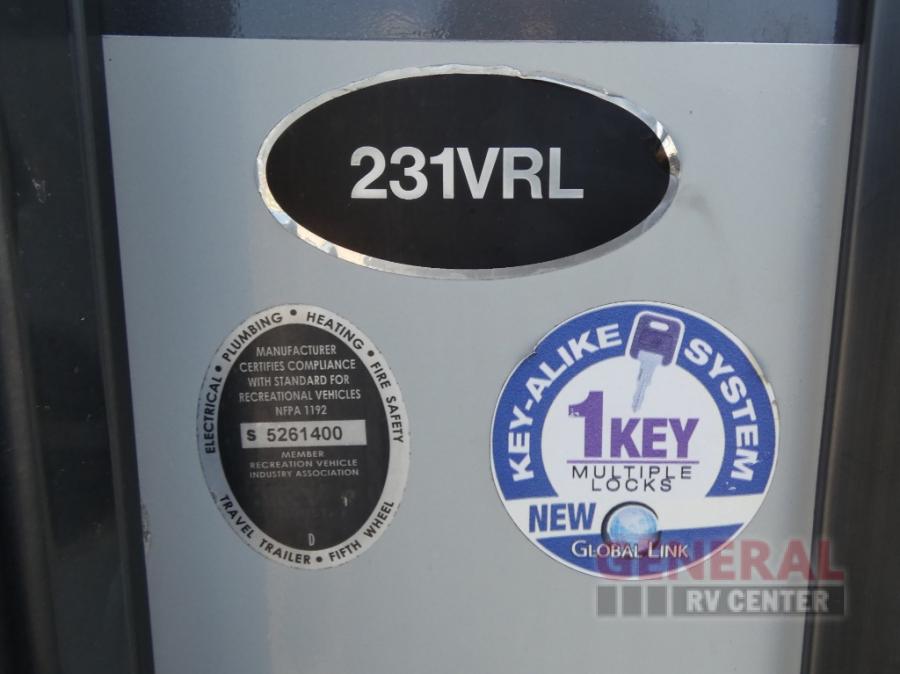 231VRL
ELECTRICAL • PLUMBING • HEATING • FIRE SAFETY
MANUFACTURER
CERTIFIES COMPLIANCE
WITH STANDARD FOR
RECREATIONAL VEHICLES
NFPA 1192
S 5261400
MEMBER
RECREATION VEHICLE
INDUSTRY ASSOCIATION
D
TRAVEL TRAILER • FIFTH WHEEL
KEY-ALIKE SYSTEM
1KEY
MULTIPLE
LOCKS
NEW
GLOBAL LINK
GENERAL
RV CENTER